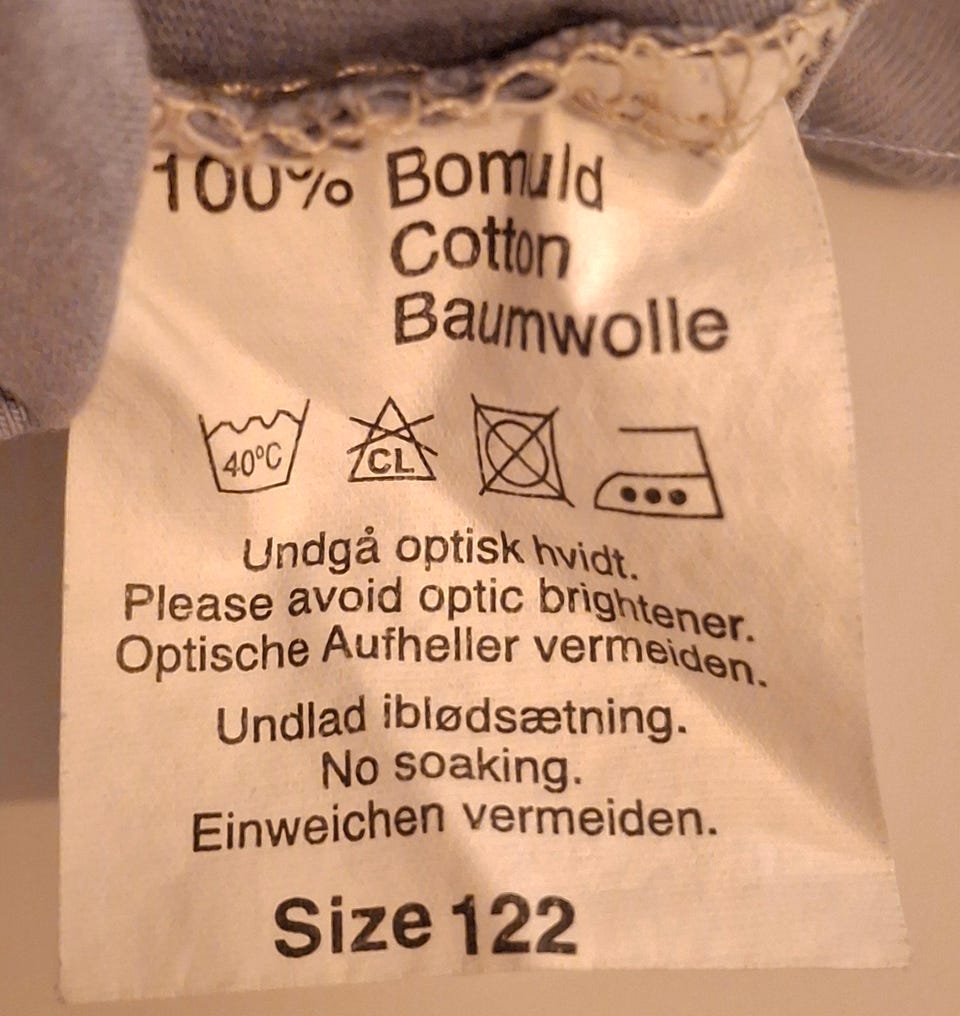 100% Bomuld
Cotton
Baumwolle
40°C CL
Undgå optisk hvidt.
Please avoid optic brightener.
Optische Aufheller vermeiden.
Undlad iblødsætning.
No soaking.
Einweichen vermeiden.
Size 122